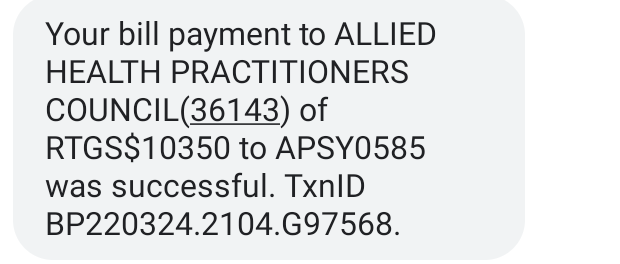 Your bill payment to ALLIED
HEALTH PRACTITIONERS
COUNCIL(36143) of
RTGS$10350 to APSY0585
was successful. TxnID
BP220324.2104.G97568.